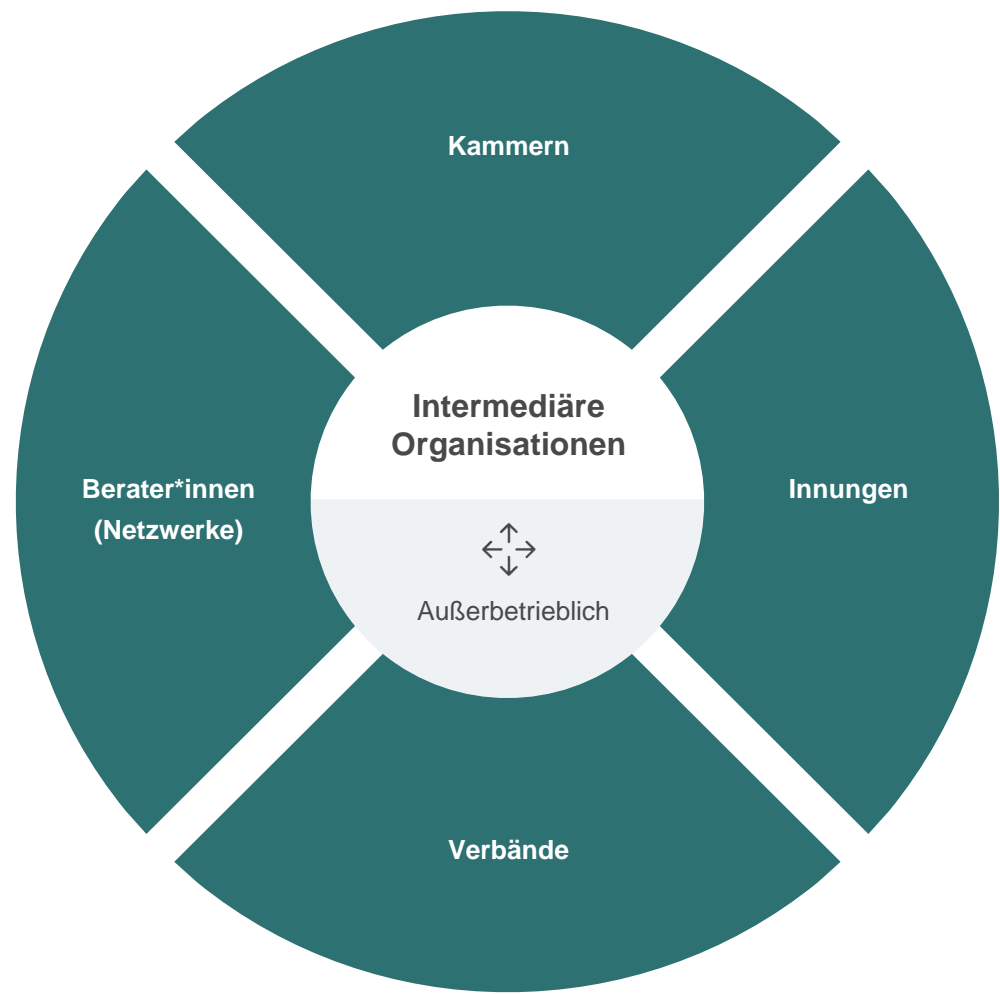 Kammern
Intermediäre
Organisationen
Berater*innen
(Netzwerke)
Innungen
Außerbetrieblich
Verbände